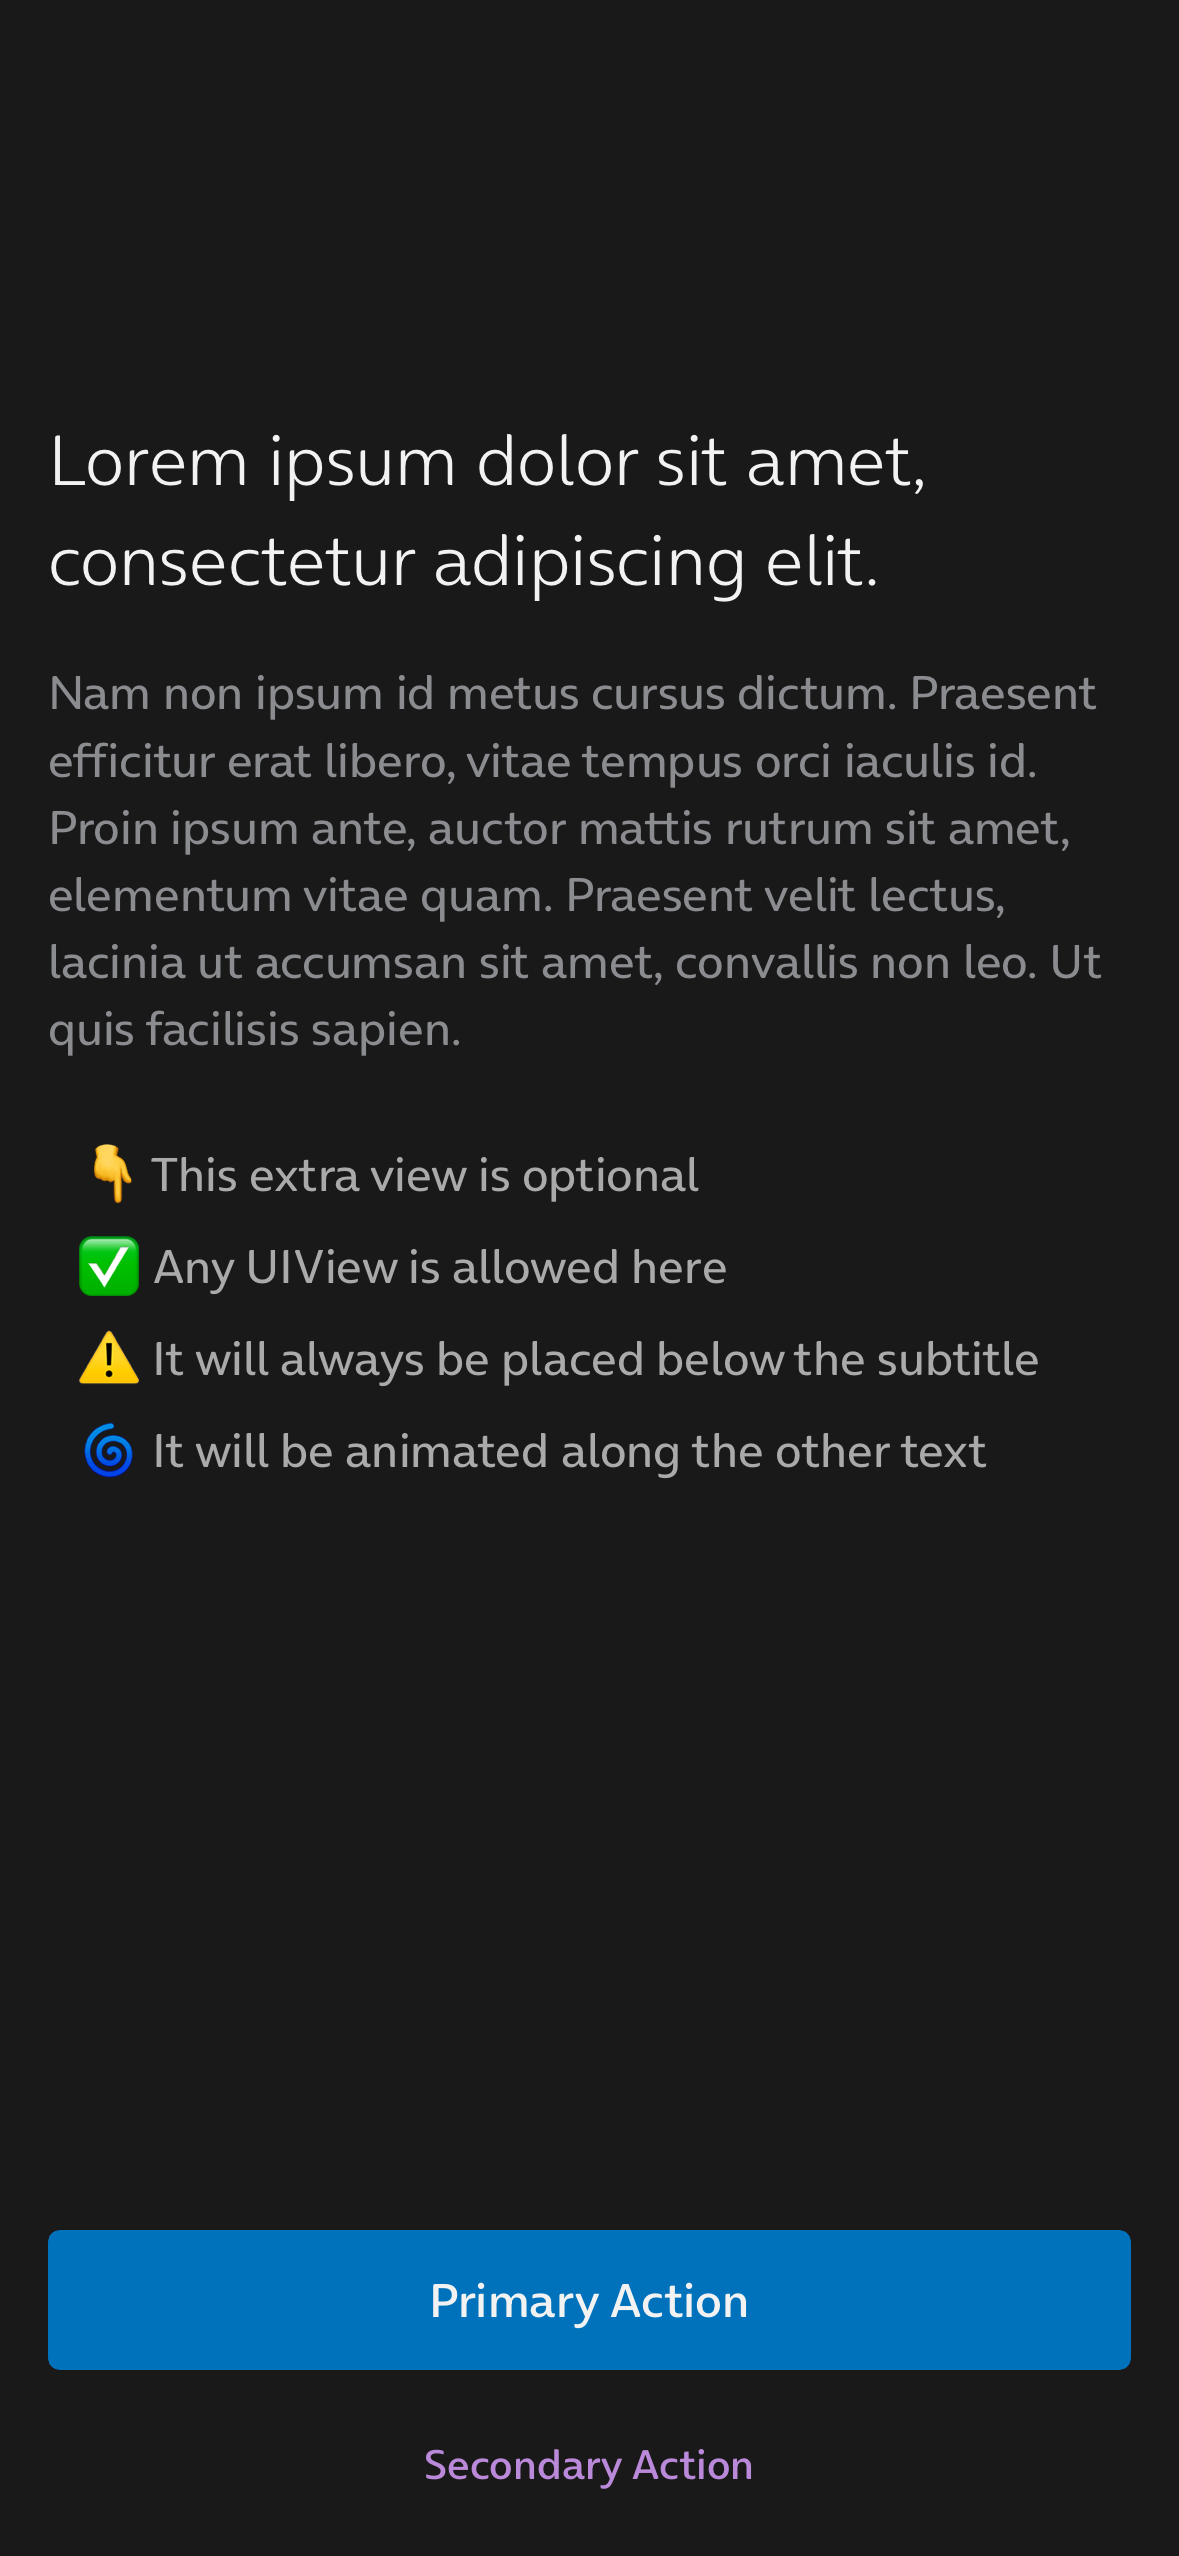 Lorem ipsum dolor sit amet,
consectetur adipiscing elit.
Nam non ipsum id metus cursus dictum. Praesent
efficitur erat libero, vitae tempus orci iaculis id.
Proin ipsum ante, auctor mattis rutrum sit amet,
elementum vitae quam. Praesent velit lectus,
lacinia ut accumsan sit amet, convallis non leo. Ut
quis facilisis sapien.
👇 This extra view is optional
✅ Any UIView is allowed here
⚠️ It will always be placed below the subtitle
🌀 It will be animated along the other text
Primary Action
Secondary Action